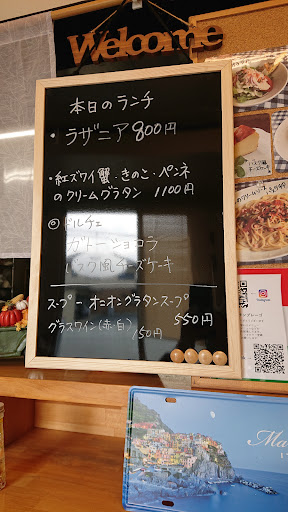 Welcome
本日のランチ
・ラザニア800円
・紅ズワイ蟹・きのこ・ペンネ
のクリームグラタン 1100円
◎ドルチェ
ガトーショコラ
バスク風チーズケーキ
スープ ー オニオングラタンスープ
550円
グラスワイン(赤・白)
150円
Instagram
Ma